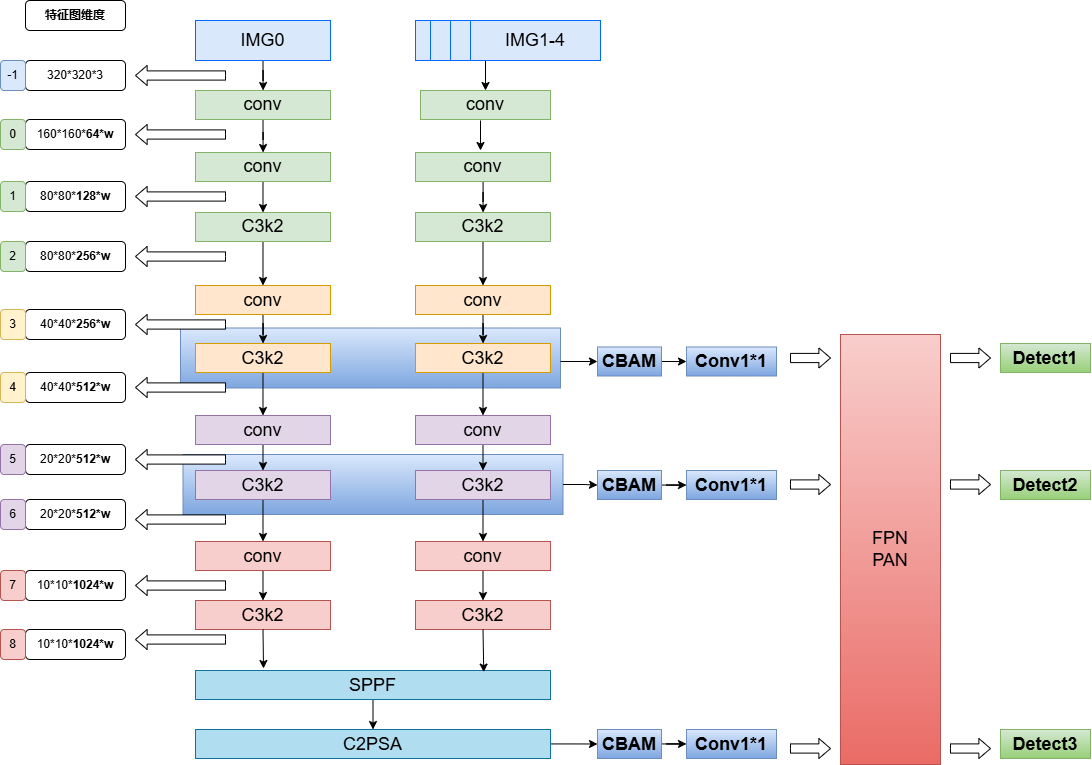 特征图维度
IMG0
IMG1-4
-1
320*320*3
conv
conv
0
160*160*64*w
conv
conv
1
80*80*128*w
C3k2
C3k2
2
80*80*256*w
conv
conv
3
40*40*256*w
C3k2
C3k2
CBAM
Conv1*1
Detect1
4
40*40*512*w
conv
conv
5
20*20*512*w
C3k2
C3k2
CBAM
Conv1*1
Detect2
6
20*20*512*w
FPN
PAN
conv
conv
7
10*10*1024*w
C3k2
C3k2
8
10*10*1024*w
SPPF
C2PSA
CBAM
Conv1*1
Detect3